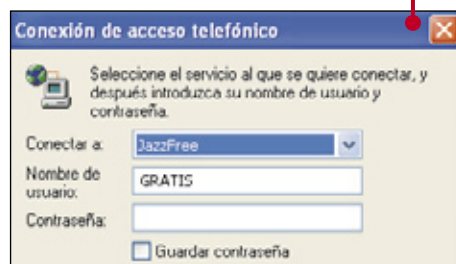 Conexión de acceso telefónico
Seleccione el servicio al que se quiere conectar, y
después introduzca su nombre de usuario y
contraseña.
Conectar a: JazzFree
Nombre de
usuario: GRATIS
Contraseña:
Guardar contraseña